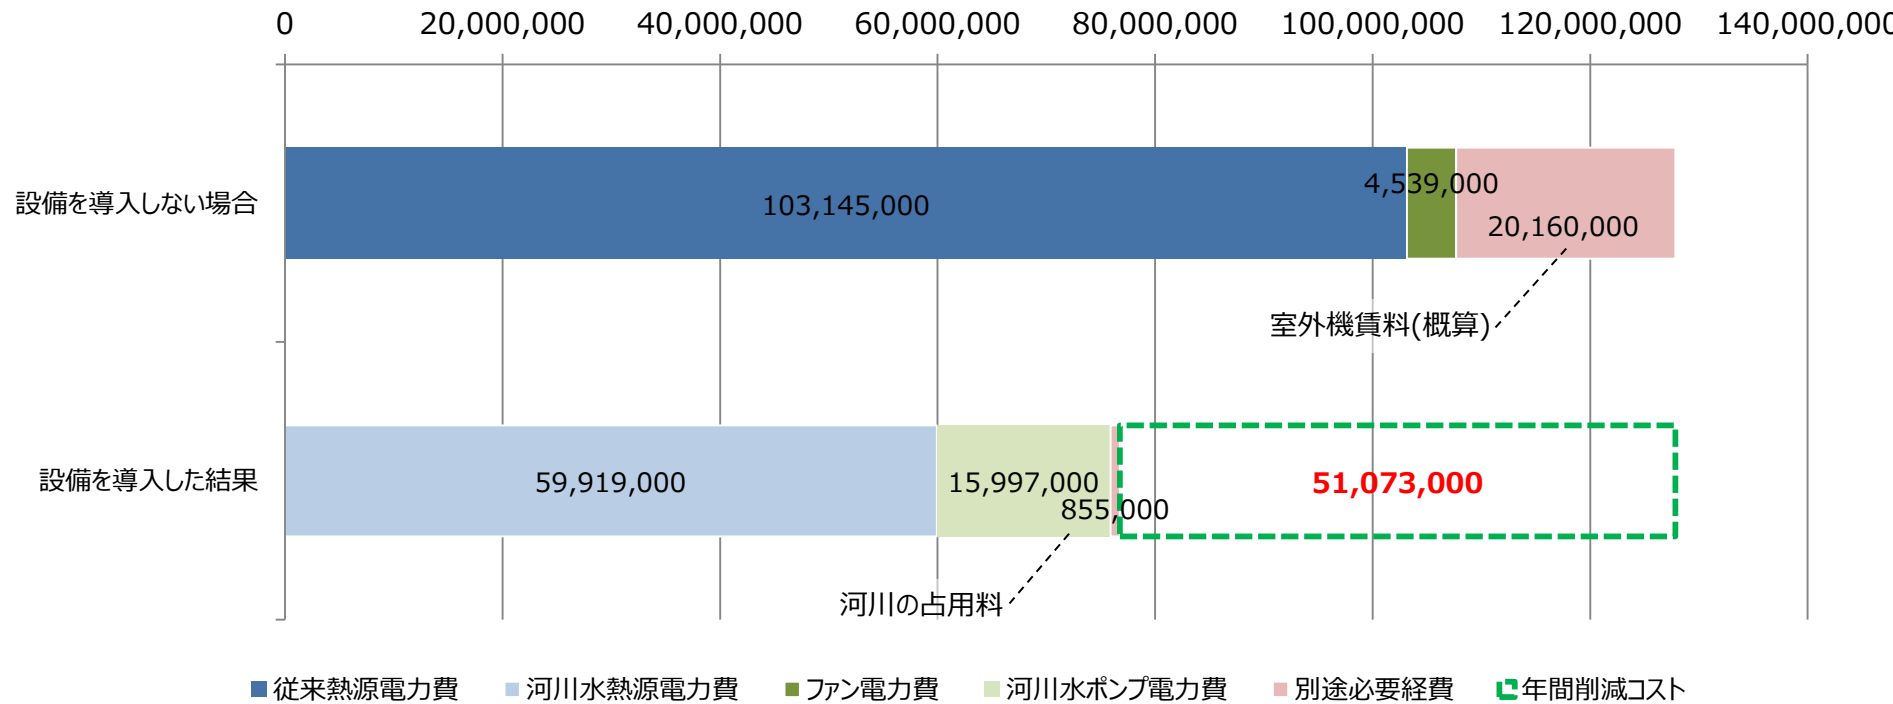 0 20,000,000 40,000,000 60,000,000 80,000,000 100,000,000 120,000,000 140,000,000
設備を導入しない場合
103,145,000
4,539,000
20,160,000
室外機賃料(概算)
設備を導入した結果
59,919,000
15,997,000
855,000
51,073,000
河川の占用料
従来熱源電力費 河川水熱源電力費 ファン電力費 河川水ポンプ電力費 別途必要経費 年間削減コスト